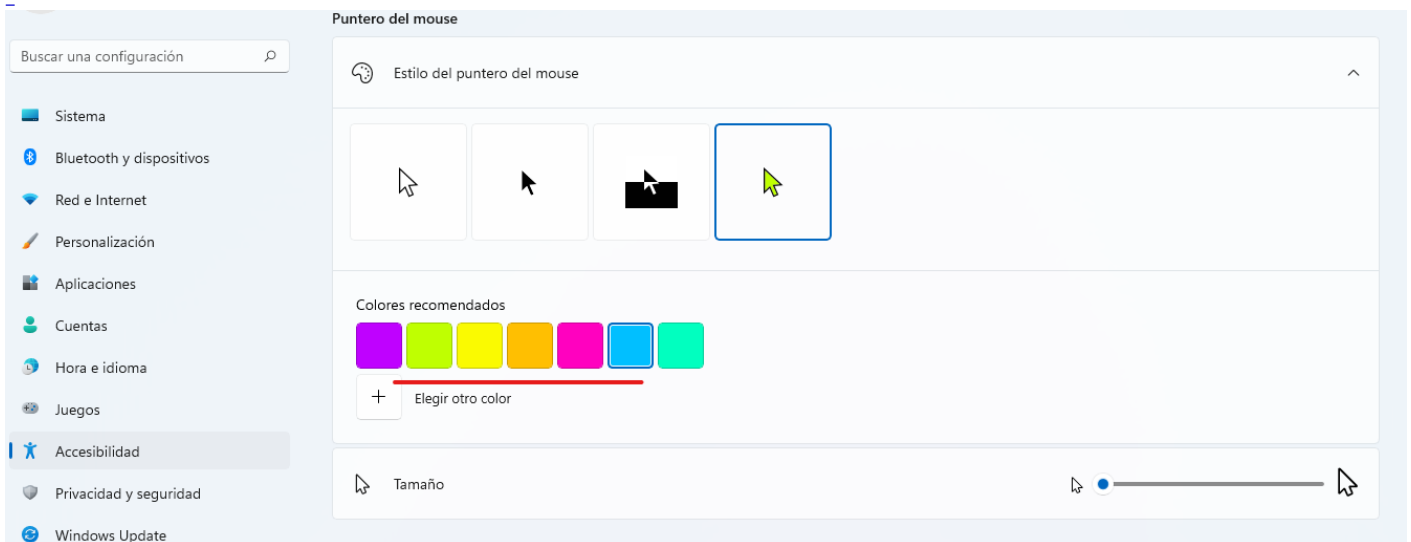 Puntero del mouse
Buscar una configuración
Estilo del puntero del mouse
Sistema
Bluetooth y dispositivos
Red e Internet
Personalización
Aplicaciones
Colores recomendados
Cuentas
Hora e idioma
Elegir otro color
Juegos
Accesibilidad
Tamaño
Privacidad y seguridad
Windows Update